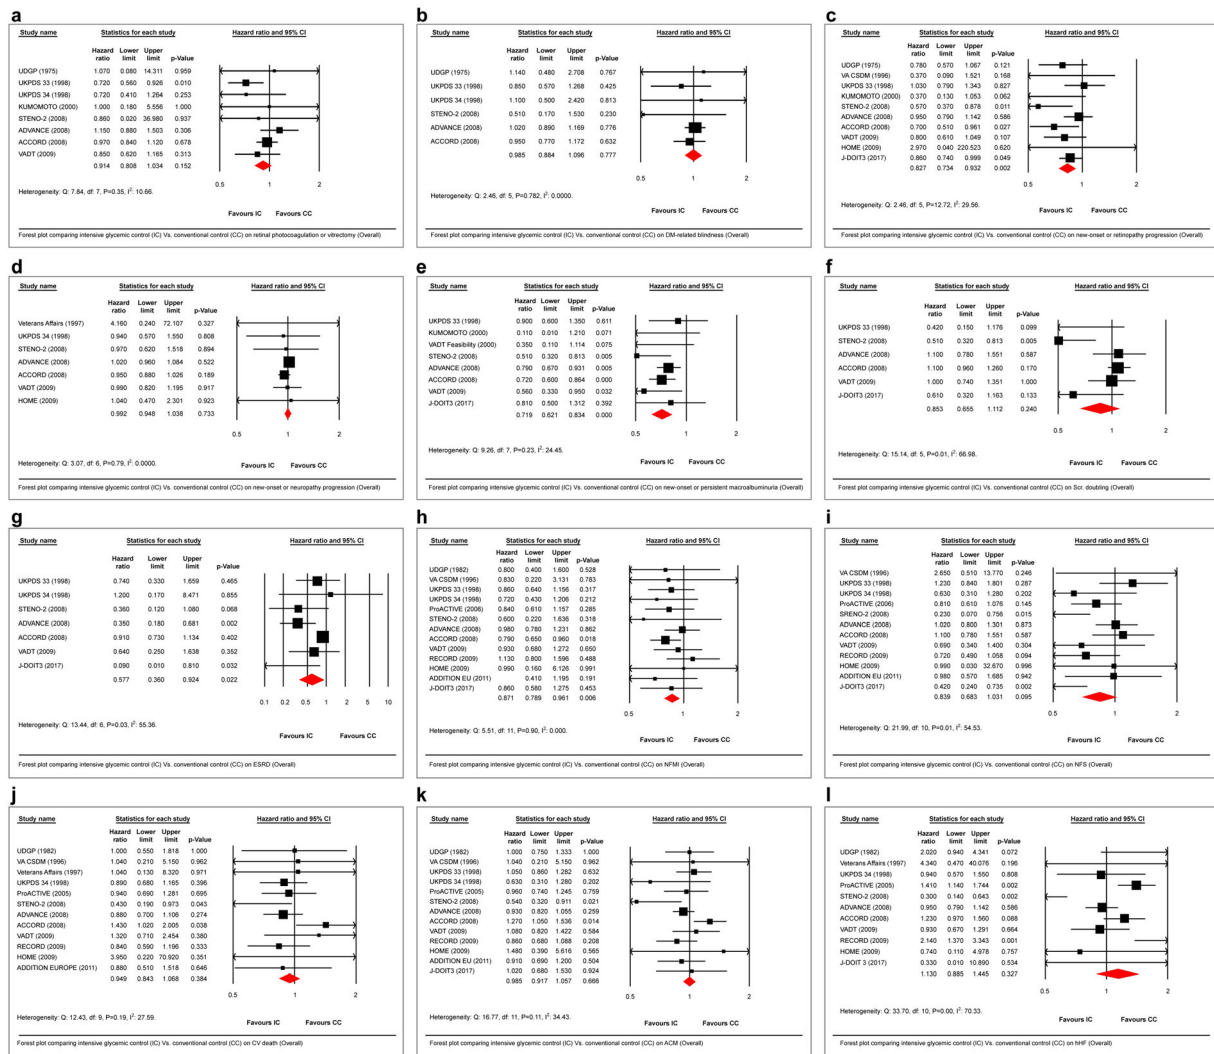 a
Study name Statistics for each study Hazard ratio and 95% CI
Hazard ratio Lower limit Upper limit p-Value
UDGP (1975) 1.070 0.080 14.311 0.959
UKPDS 33 (1998) 0.720 0.560 0.926 0.010
UKPDS 34 (1998) 0.720 0.410 1.264 0.253
KUMOMOTO (2000) 1.000 0.180 5.556 1.000
STENO-2 (2008) 0.860 0.020 36.980 0.937
ADVANCE (2008) 1.150 0.880 1.503 0.306
ACCORD (2008) 0.970 0.840 1.120 0.678
VADT (2009) 0.850 0.620 1.165 0.313
0.914 0.808 1.034 0.152
0.5 1 2
Heterogeneity: Q: 7.84, df: 7, P=0.35, I²: 10.66.
Favours IC Favours CC
Forest plot comparing intensive glycemic control (IC) Vs. conventional control (CC) on retinal photocoagulation or vitrectomy (Overall)
b
Study name Statistics for each study Hazard ratio and 95% CI
Hazard ratio Lower limit Upper limit p-Value
UDGP (1975) 1.140 0.480 2.708 0.767
UKPDS 33 (1998) 0.850 0.570 1.268 0.425
UKPDS 34 (1998) 1.100 0.500 2.420 0.813
STENO-2 (2008) 0.510 0.170 1.530 0.230
ADVANCE (2008) 1.020 0.890 1.169 0.776
ACCORD (2008) 0.950 0.770 1.172 0.632
0.985 0.884 1.096 0.777
0.5 1 2
Heterogeneity: Q: 2.46, df: 5, P=0.782, I²: 0.0000.
Favours IC Favours CC
Forest plot comparing intensive glycemic control (IC) Vs. conventional control (CC) on DM-related blindness (Overall)
c
Study name Statistics for each study Hazard ratio and 95% CI
Hazard ratio Lower limit Upper limit p-Value
UDGP (1975) 0.780 0.570 1.067 0.121
VA CSDM (1996) 0.370 0.090 1.521 0.168
UKPDS 33 (1998) 1.030 0.790 1.343 0.827
KUMOMOTO (2000) 0.370 0.130 1.053 0.062
STENO-2 (2008) 0.570 0.370 0.878 0.011
ADVANCE (2008) 0.950 0.790 1.142 0.586
ACCORD (2008) 0.700 0.510 0.961 0.027
VADT (2009) 0.800 0.610 1.049 0.107
HOME (2009) 2.970 0.040 220.523 0.620
J-DOIT3 (2017) 0.860 0.740 0.999 0.049
0.827 0.734 0.932 0.002
0.5 1 2
Heterogeneity: Q: 2.46, df: 5, P=12.72, I²: 29.56.
Favours IC Favours CC
Forest plot comparing intensive glycemic control (IC) Vs. conventional control (CC) on new-onset or retinopathy progression (Overall)
d
Study name Statistics for each study Hazard ratio and 95% CI
Hazard ratio Lower limit Upper limit p-Value
Veterans Affairs (1997) 4.160 0.240 72.107 0.327
UKPDS 34 (1998) 0.940 0.570 1.550 0.808
STENO-2 (2008) 0.970 0.620 1.518 0.894
ADVANCE (2008) 1.020 0.960 1.084 0.522
ACCORD (2008) 0.950 0.880 1.026 0.189
VADT (2009) 0.990 0.820 1.195 0.917
HOME (2009) 1.040 0.470 2.301 0.923
0.992 0.948 1.038 0.733
0.5 1 2
Heterogeneity: Q: 3.07, df: 6, P=0.79, I²: 0.0000.
Favours IC Favours CC
Forest plot comparing intensive glycemic control (IC) Vs. conventional control (CC) on new-onset or neuropathy progression (Overall)
e
Study name Statistics for each study Hazard ratio and 95% CI
Hazard ratio Lower limit Upper limit p-Value
UKPDS 33 (1998) 0.900 0.600 1.350 0.611
KUMOMOTO (2000) 0.110 0.010 1.210 0.071
VADT Feasibility (2000) 0.350 0.110 1.114 0.075
STENO-2 (2008) 0.510 0.320 0.813 0.005
ADVANCE (2008) 0.790 0.670 0.931 0.005
ACCORD (2008) 0.720 0.600 0.864 0.000
VADT (2009) 0.560 0.330 0.950 0.032
J-DOIT3 (2017) 0.810 0.500 1.312 0.392
0.719 0.621 0.834 0.000
0.5 1 2
Heterogeneity: Q: 9.26, df: 7, P=0.23, I²: 24.45.
Favours IC Favours CC
Forest plot comparing intensive glycemic control (IC) Vs. conventional control (CC) on new-onset or persistent macroalbuminuria (Overall)
f
Study name Statistics for each study Hazard ratio and 95% CI
Hazard ratio Lower limit Upper limit p-Value
UKPDS 33 (1998) 0.420 0.150 1.176 0.099
STENO-2 (2008) 0.510 0.320 0.813 0.005
ADVANCE (2008) 1.100 0.780 1.551 0.587
ACCORD (2008) 1.100 0.960 1.260 0.170
VADT (2009) 1.000 0.740 1.351 1.000
J-DOIT3 (2017) 0.610 0.320 1.163 0.133
0.853 0.655 1.112 0.240
0.5 1 2
Heterogeneity: Q: 15.14, df: 5, P=0.01, I²: 66.98.
Favours IC Favours CC
Forest plot comparing intensive glycemic control (IC) Vs. conventional control (CC) on Scr. doubling (Overall)
g
Study name Statistics for each study Hazard ratio and 95% CI
Hazard ratio Lower limit Upper limit p-Value
UKPDS 33 (1998) 0.740 0.330 1.659 0.465
UKPDS 34 (1998) 1.200 0.170 8.471 0.855
STENO-2 (2008) 0.360 0.120 1.080 0.068
ADVANCE (2008) 0.350 0.180 0.681 0.002
ACCORD (2008) 0.910 0.730 1.134 0.402
VADT (2009) 0.640 0.250 1.638 0.352
J-DOIT3 (2017) 0.090 0.010 0.810 0.032
0.577 0.360 0.924 0.022
0.1 0.1 0.5 1 2 5 10
Heterogeneity: Q: 13.44, df: 6, P=0.03, I²: 55.36.
Favours IC Favours CC
Forest plot comparing intensive glycemic control (IC) Vs. conventional control (CC) on ESRD (Overall)
h
Study name Statistics for each study Hazard ratio and 95% CI
Hazard ratio Lower limit Upper limit p-Value
UDGP (1982) 0.800 0.400 1.600 0.528
VA CSDM (1996) 0.830 0.220 3.131 0.783
UKPDS 33 (1998) 0.860 0.640 1.156 0.317
UKPDS 34 (1998) 0.720 0.430 1.206 0.212
ProACTIVE (2006) 0.840 0.610 1.157 0.285
STENO-2 (2008) 0.600 0.220 1.636 0.318
ADVANCE (2008) 0.980 0.780 1.231 0.862
ACCORD (2008) 0.790 0.650 0.960 0.018
VADT (2009) 0.930 0.680 1.272 0.650
RECORD (2009) 1.130 0.800 1.596 0.488
HOME (2009) 0.990 0.160 6.126 0.991
ADDITION EU (2011) 0.410 1.195 0.191
J-DOIT3 (2017) 0.860 0.580 1.275 0.453
0.871 0.789 0.961 0.006
0.5 1 2
Heterogeneity: Q: 5.51, df: 11, P=0.90, I²: 0.000.
Favours IC Favours CC
Forest plot comparing intensive glycemic control (IC) Vs. conventional control (CC) on NFMI (Overall)
i
Study name Statistics for each study Hazard ratio and 95% CI
Hazard ratio Lower limit Upper limit p-Value
VA CSDM (1996) 2.650 0.510 13.770 0.246
UKPDS 33 (1998) 1.230 0.840 1.801 0.287
UKPDS 34 (1998) 0.630 0.310 1.280 0.202
ProACTIVE (2006) 0.810 0.610 1.076 0.145
SRENO-2 (2008) 0.230 0.070 0.756 0.015
ADVANCE (2008) 1.020 0.800 1.301 0.873
ACCORD (2008) 1.100 0.780 1.551 0.587
VADT (2009) 0.690 0.340 1.400 0.304
RECORD (2009) 0.720 0.490 1.058 0.094
HOME (2009) 0.990 0.030 32.670 0.996
ADDITION EU (2011) 0.980 0.570 1.685 0.942
J-DOIT3 (2017) 0.420 0.240 0.735 0.002
0.839 0.683 1.031 0.095
0.5 1 2
Heterogeneity: Q: 21.99, df: 10, P=0.01, I²: 54.53.
Favours IC Favours CC
Forest plot comparing intensive glycemic control (IC) Vs. conventional control (CC) on NFS (Overall)
j
Study name Statistics for each study Hazard ratio and 95% CI
Hazard ratio Lower limit Upper limit p-Value
UDGP (1982) 1.000 0.550 1.818 1.000
VA CSDM (1996) 1.040 0.210 5.150 0.962
Veterans Affairs (1997) 1.040 0.130 8.320 0.971
UKPDS 34 (1998) 0.890 0.680 1.165 0.396
ProACTIVE (2005) 0.940 0.690 1.281 0.695
STENO-2 (2008) 0.430 0.190 0.973 0.043
ADVANCE (2008) 0.880 0.700 1.106 0.274
ACCORD (2008) 1.430 1.020 2.005 0.038
VADT (2009) 1.320 0.710 2.454 0.380
RECORD (2009) 0.840 0.590 1.196 0.333
HOME (2009) 3.950 0.220 70.920 0.351
ADDITION EUROPE (2011) 0.880 0.510 1.518 0.646
0.949 0.843 1.068 0.384
0.5 1 2
Heterogeneity: Q: 12.43, df: 9, P=0.19, I²: 27.59.
Favours IC Favours CC
Forest plot comparing intensive glycemic control (IC) Vs. conventional control (CC) on CV death (Overall)
k
Study name Statistics for each study Hazard ratio and 95% CI
Hazard ratio Lower limit Upper limit p-Value
UDGP (1982) 1.000 0.750 1.333 1.000
VA CSDM (1996) 1.040 0.210 5.150 0.962
UKPDS 33 (1998) 1.050 0.860 1.282 0.632
UKPDS 34 (1998) 0.630 0.310 1.280 0.202
ProACTIVE (2005) 0.960 0.740 1.245 0.759
STENO-2 (2008) 0.540 0.320 0.911 0.021
ADVANCE (2008) 0.930 0.820 1.055 0.259
ACCORD (2008) 1.270 1.050 1.536 0.014
VADT (2009) 1.080 0.820 1.422 0.584
RECORD (2009) 0.860 0.680 1.088 0.208
HOME (2009) 1.480 0.390 5.616 0.565
ADDITION EU (2011) 0.910 0.690 1.200 0.504
J-DOIT3 (2017) 1.020 0.680 1.530 0.924
0.985 0.917 1.057 0.666
0.5 1 2
Heterogeneity: Q: 16.77, df: 11, P=0.11, I²: 34.43.
Favours IC Favours CC
Forest plot comparing intensive glycemic control (IC) Vs. conventional control (CC) on ACM (Overall)
l
Study name Statistics for each study Hazard ratio and 95% CI
Hazard ratio Lower limit Upper limit p-Value
UDGP (1982) 2.020 0.940 4.341 0.072
Veterans Affairs (1997) 4.340 0.470 40.076 0.196
UKPDS 34 (1998) 0.940 0.570 1.550 0.808
ProACTIVE (2005) 1.410 1.140 1.744 0.002
STENO-2 (2008) 0.300 0.140 0.643 0.002
ADVANCE (2008) 0.950 0.790 1.142 0.586
ACCORD (2008) 1.230 0.970 1.560 0.088
VADT (2009) 0.930 0.670 1.291 0.664
RECORD (2009) 2.140 1.370 3.343 0.001
HOME (2009) 0.740 0.110 4.978 0.757
J-DOIT 3 (2017) 0.330 0.010 10.890 0.534
1.130 0.885 1.445 0.327
0.5 1 2
Heterogeneity: Q: 33.70, df: 10, P=0.00, I²: 70.33.
Favours IC Favours CC
Forest plot comparing intensive glycemic control (IC) Vs. conventional control (CC) on hHF (Overall)